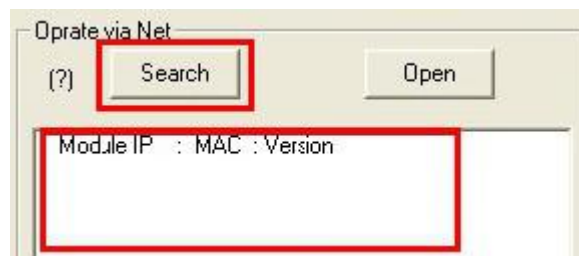 Oprate via Net
(?) Search Open
Module IP : MAC : Version